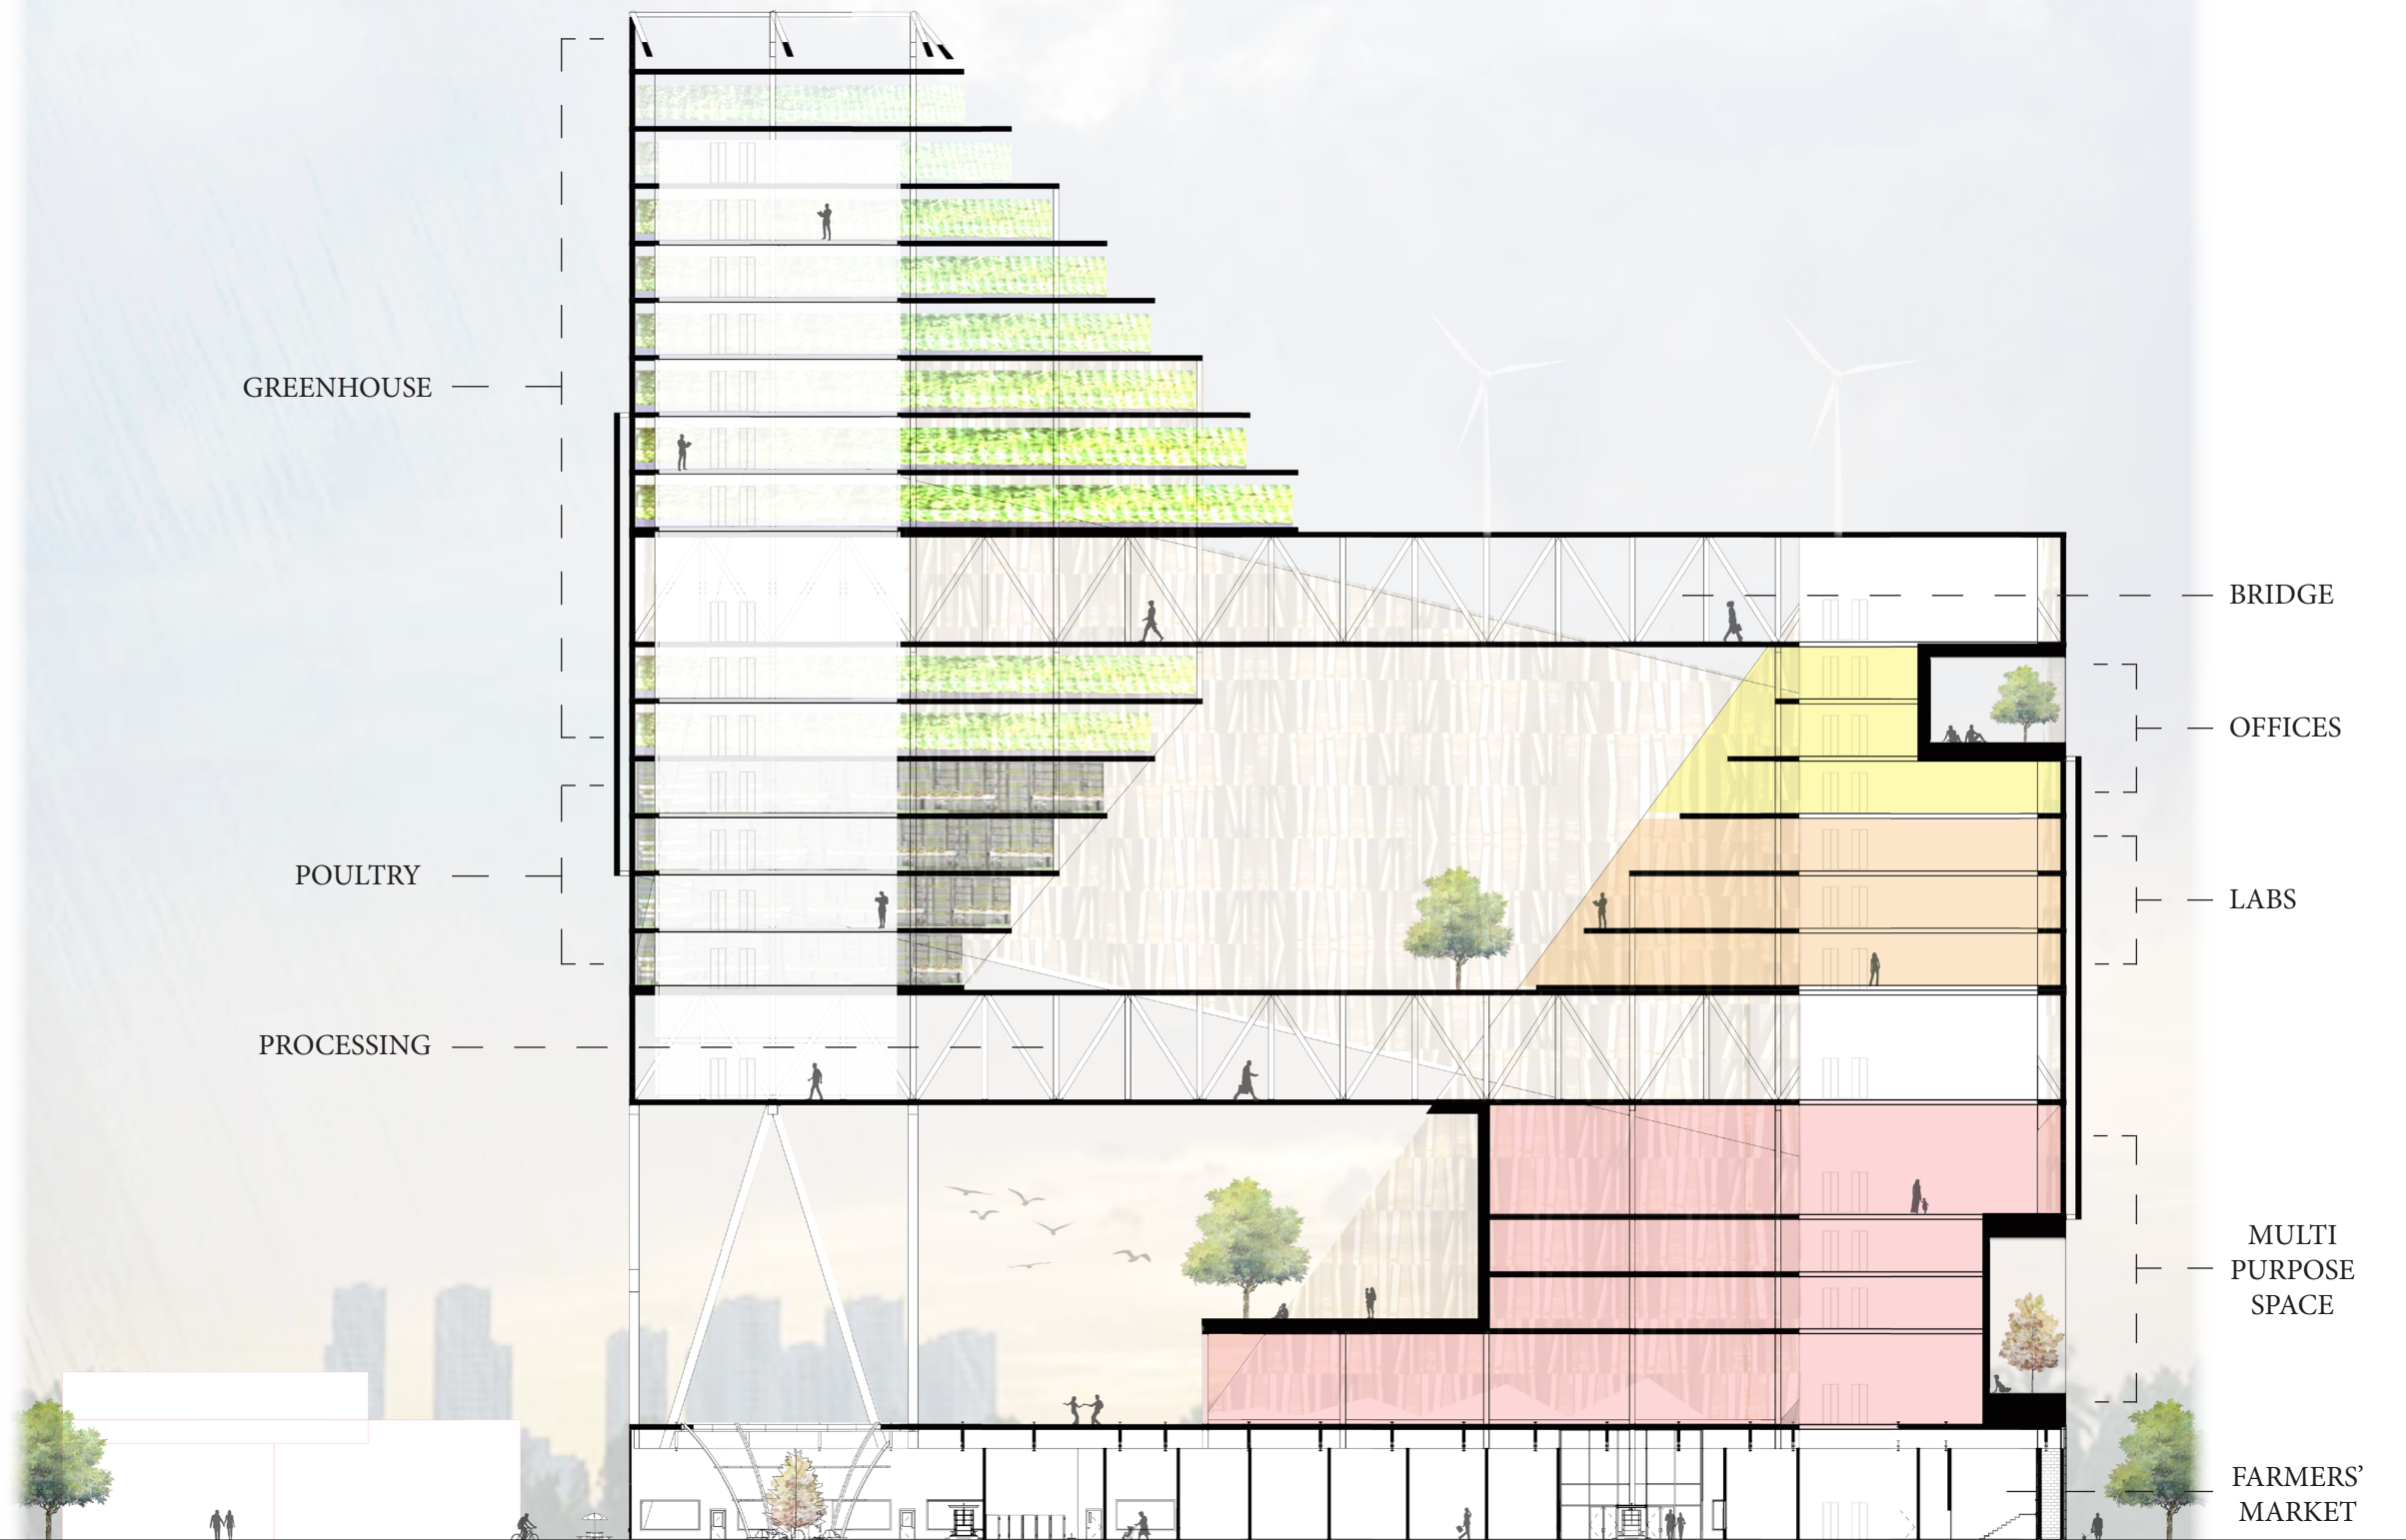 GREENHOUSE
BRIDGE
OFFICES
POULTRY
LABS
PROCESSING
MULTI
PURPOSE
SPACE
FARMERS’
MARKET